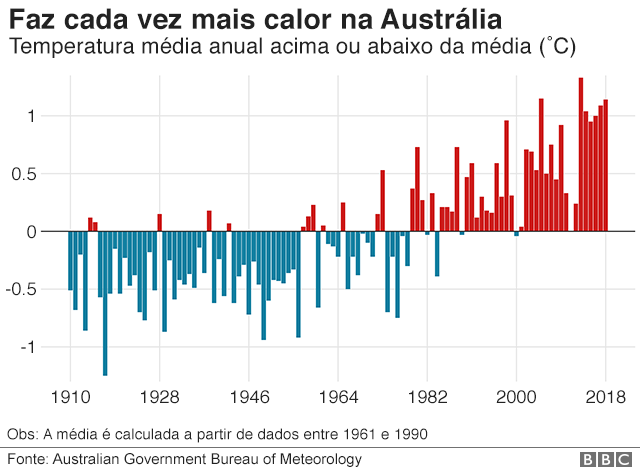 Faz cada vez mais calor na Austrália
Temperatura média anual acima ou abaixo da média (°C)
1
0.5
0
-0.5
-1
1910 1928 1946 1964 1982 2000 2018
Obs: A média é calculada a partir de dados entre 1961 e 1990
Fonte: Australian Government Bureau of Meteorology
BBC